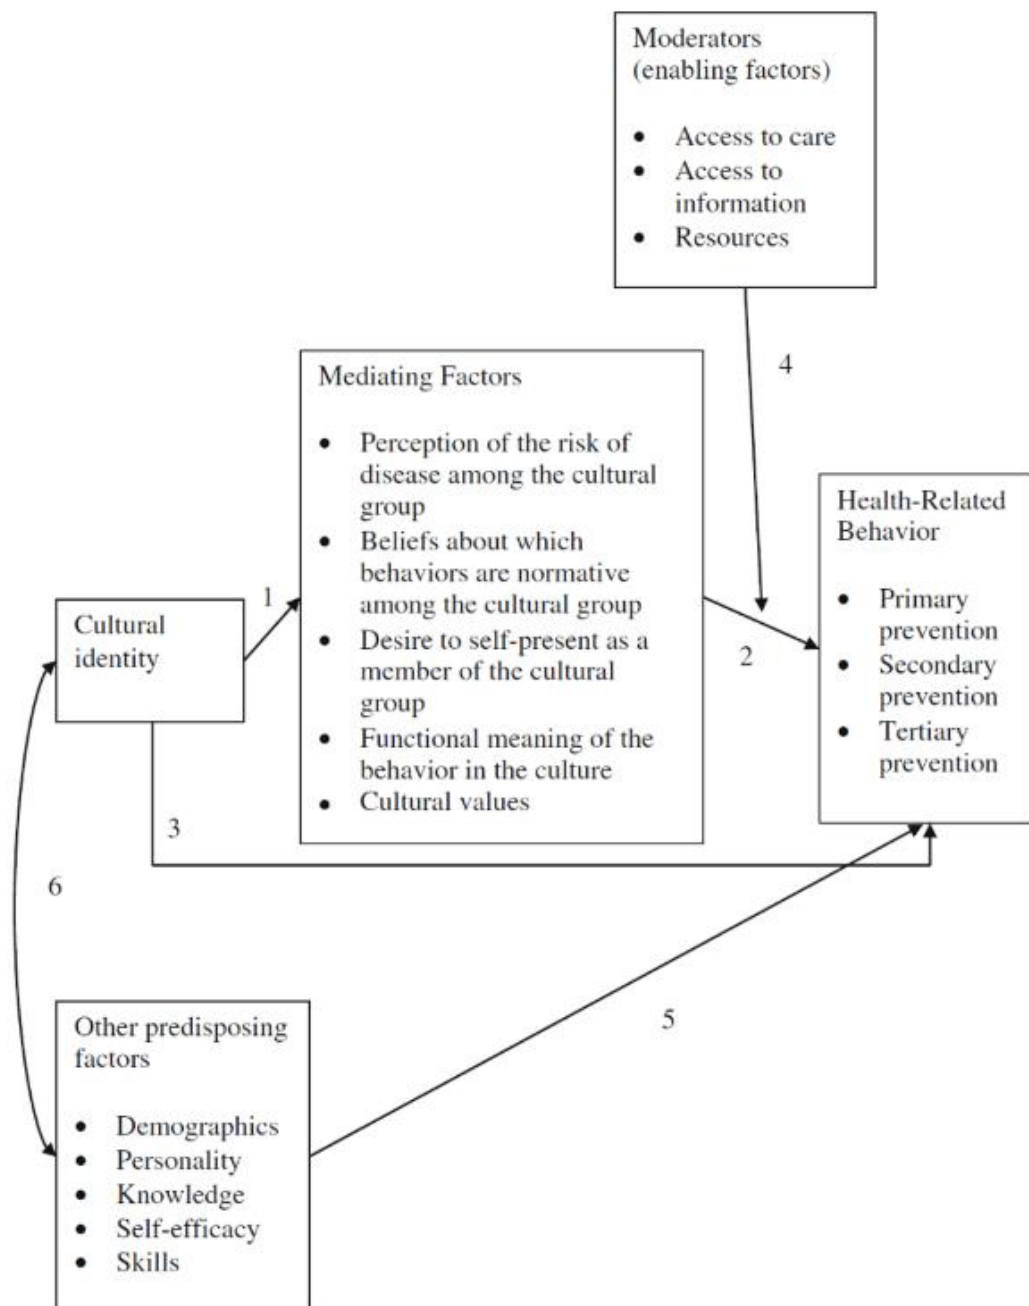 Moderators
(enabling factors)
• Access to care
• Access to
information
• Resources
4
Mediating Factors
• Perception of the risk of
disease among the cultural
group
• Beliefs about which
behaviors are normative
among the cultural group
• Desire to self-present as a
member of the cultural
group
• Functional meaning of the
behavior in the culture
• Cultural values
Health-Related
Behavior
• Primary
prevention
• Secondary
prevention
• Tertiary
prevention
1
Cultural
identity
2
3
6
5
Other predisposing
factors
• Demographics
• Personality
• Knowledge
• Self-efficacy
• Skills